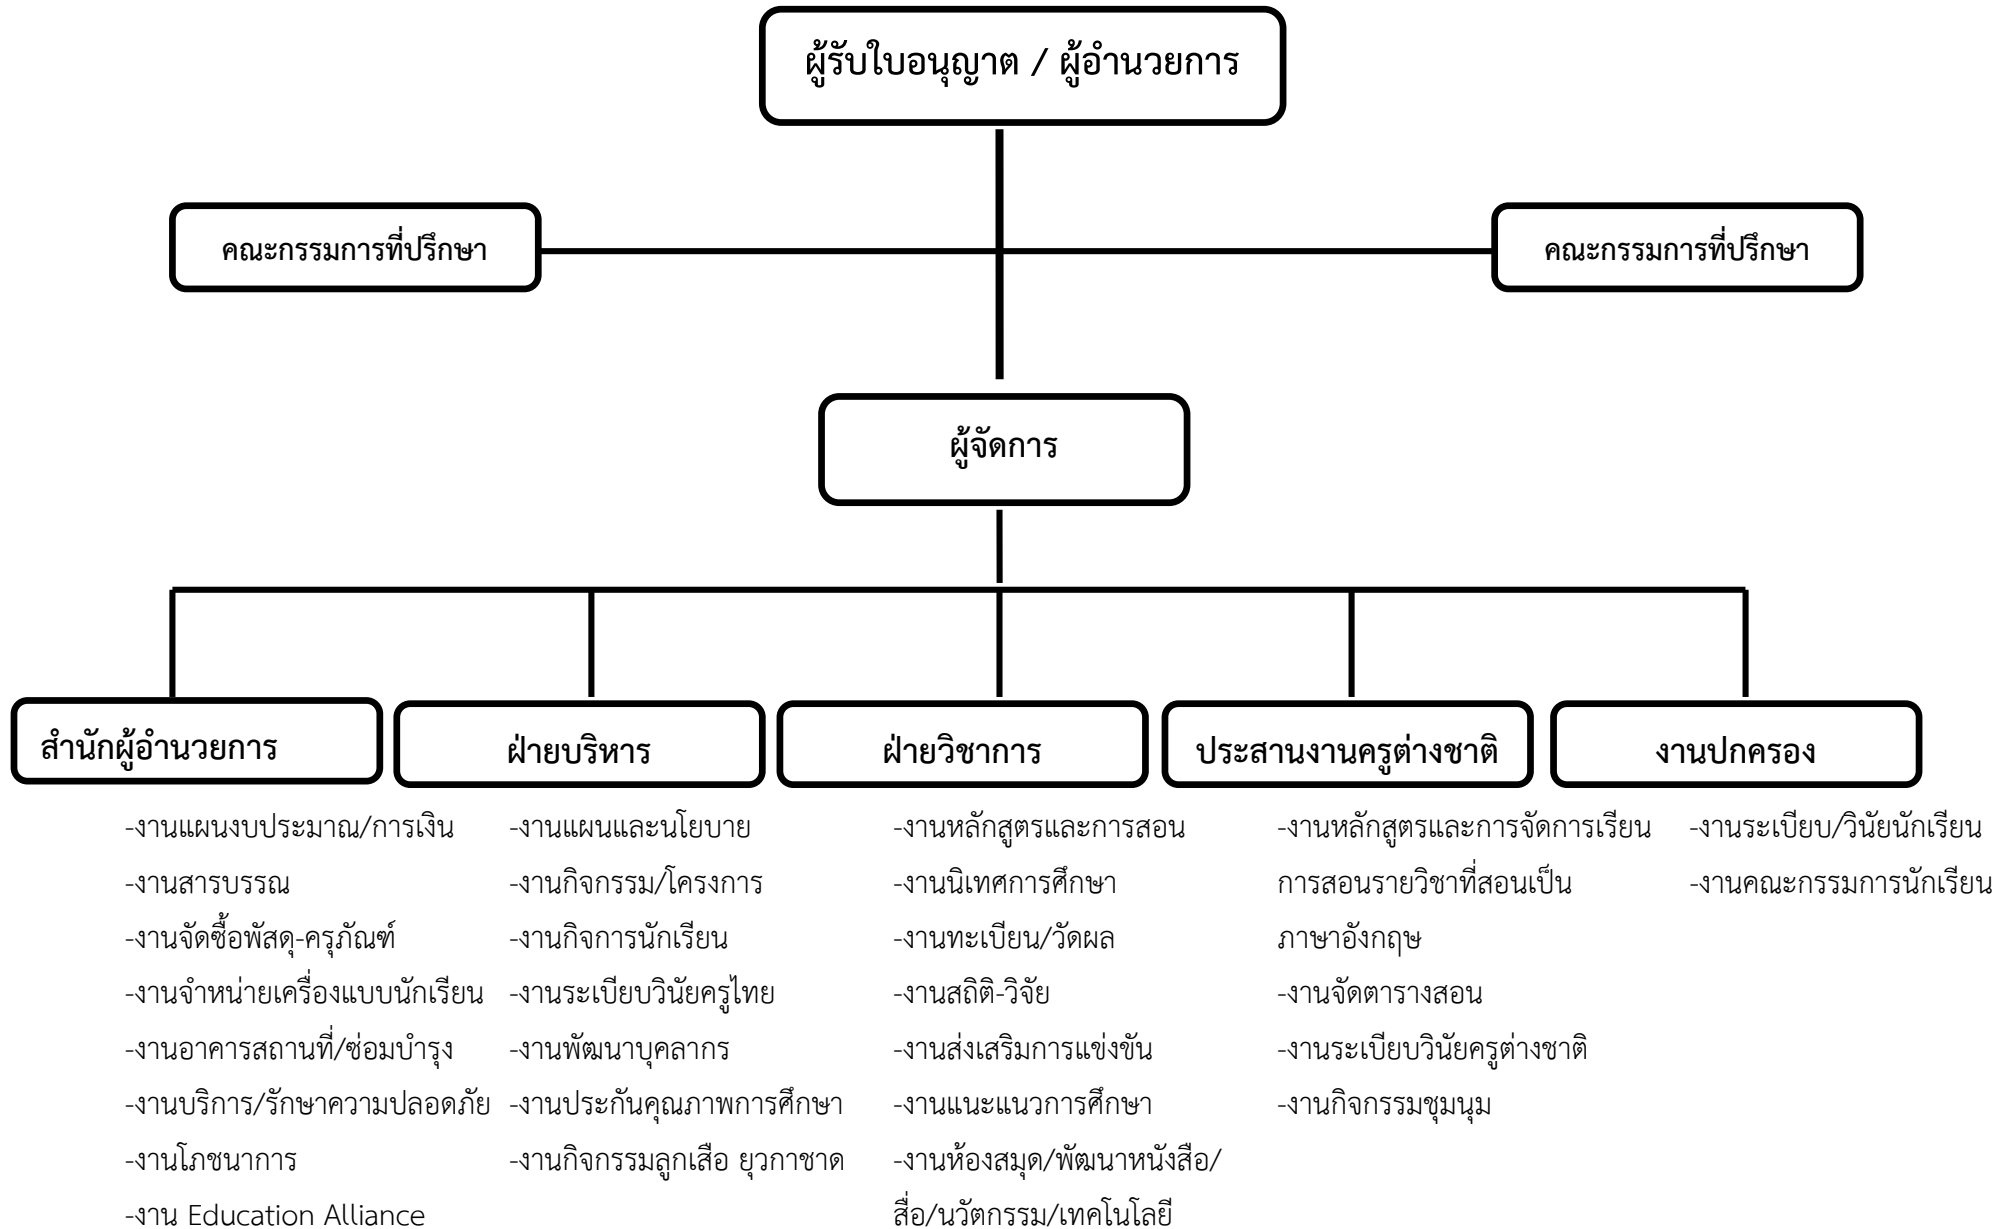 ผู้รับใบอนุญาต / ผู้อำนวยการ
คณะกรรมการที่ปรึกษา
คณะกรรมการที่ปรึกษา
ผู้จัดการ
สำนักผู้อำนวยการ
ฝ่ายบริหาร
ฝ่ายวิชาการ
ประสานงานครูต่างชาติ
งานปกครอง
-งานแผนงบประมาณ/การเงิน
-งานสารบรรณ
-งานจัดซื้อพัสดุ-ครุภัณฑ์
-งานจำหน่ายเครื่องแบบนักเรียน
-งานอาคารสถานที่/ซ่อมบำรุง
-งานบริการ/รักษาความปลอดภัย
-งานโภชนาการ
-งาน Education Alliance
-งานแผนและนโยบาย
-งานกิจกรรม/โครงการ
-งานกิจการนักเรียน
-งานระเบียบวินัยครูไทย
-งานพัฒนาบุคลากร
-งานประกันคุณภาพการศึกษา
-งานกิจกรรมลูกเสือ ยุวกาชาด
-งานหลักสูตรและการสอน
-งานนิเทศการศึกษา
-งานทะเบียน/วัดผล
-งานสถิติ-วิจัย
-งานส่งเสริมการแข่งขัน
-งานแนะแนวการศึกษา
-งานห้องสมุด/พัฒนาหนังสือ/
สื่อ/นวัตกรรม/เทคโนโลยี
-งานหลักสูตรและการจัดการเรียน
การสอนรายวิชาที่สอนเป็น
ภาษาอังกฤษ
-งานจัดตารางสอน
-งานระเบียบวินัยครูต่างชาติ
-งานกิจกรรมชุมนุม
-งานระเบียบ/วินัยนักเรียน
-งานคณะกรรมการนักเรียน